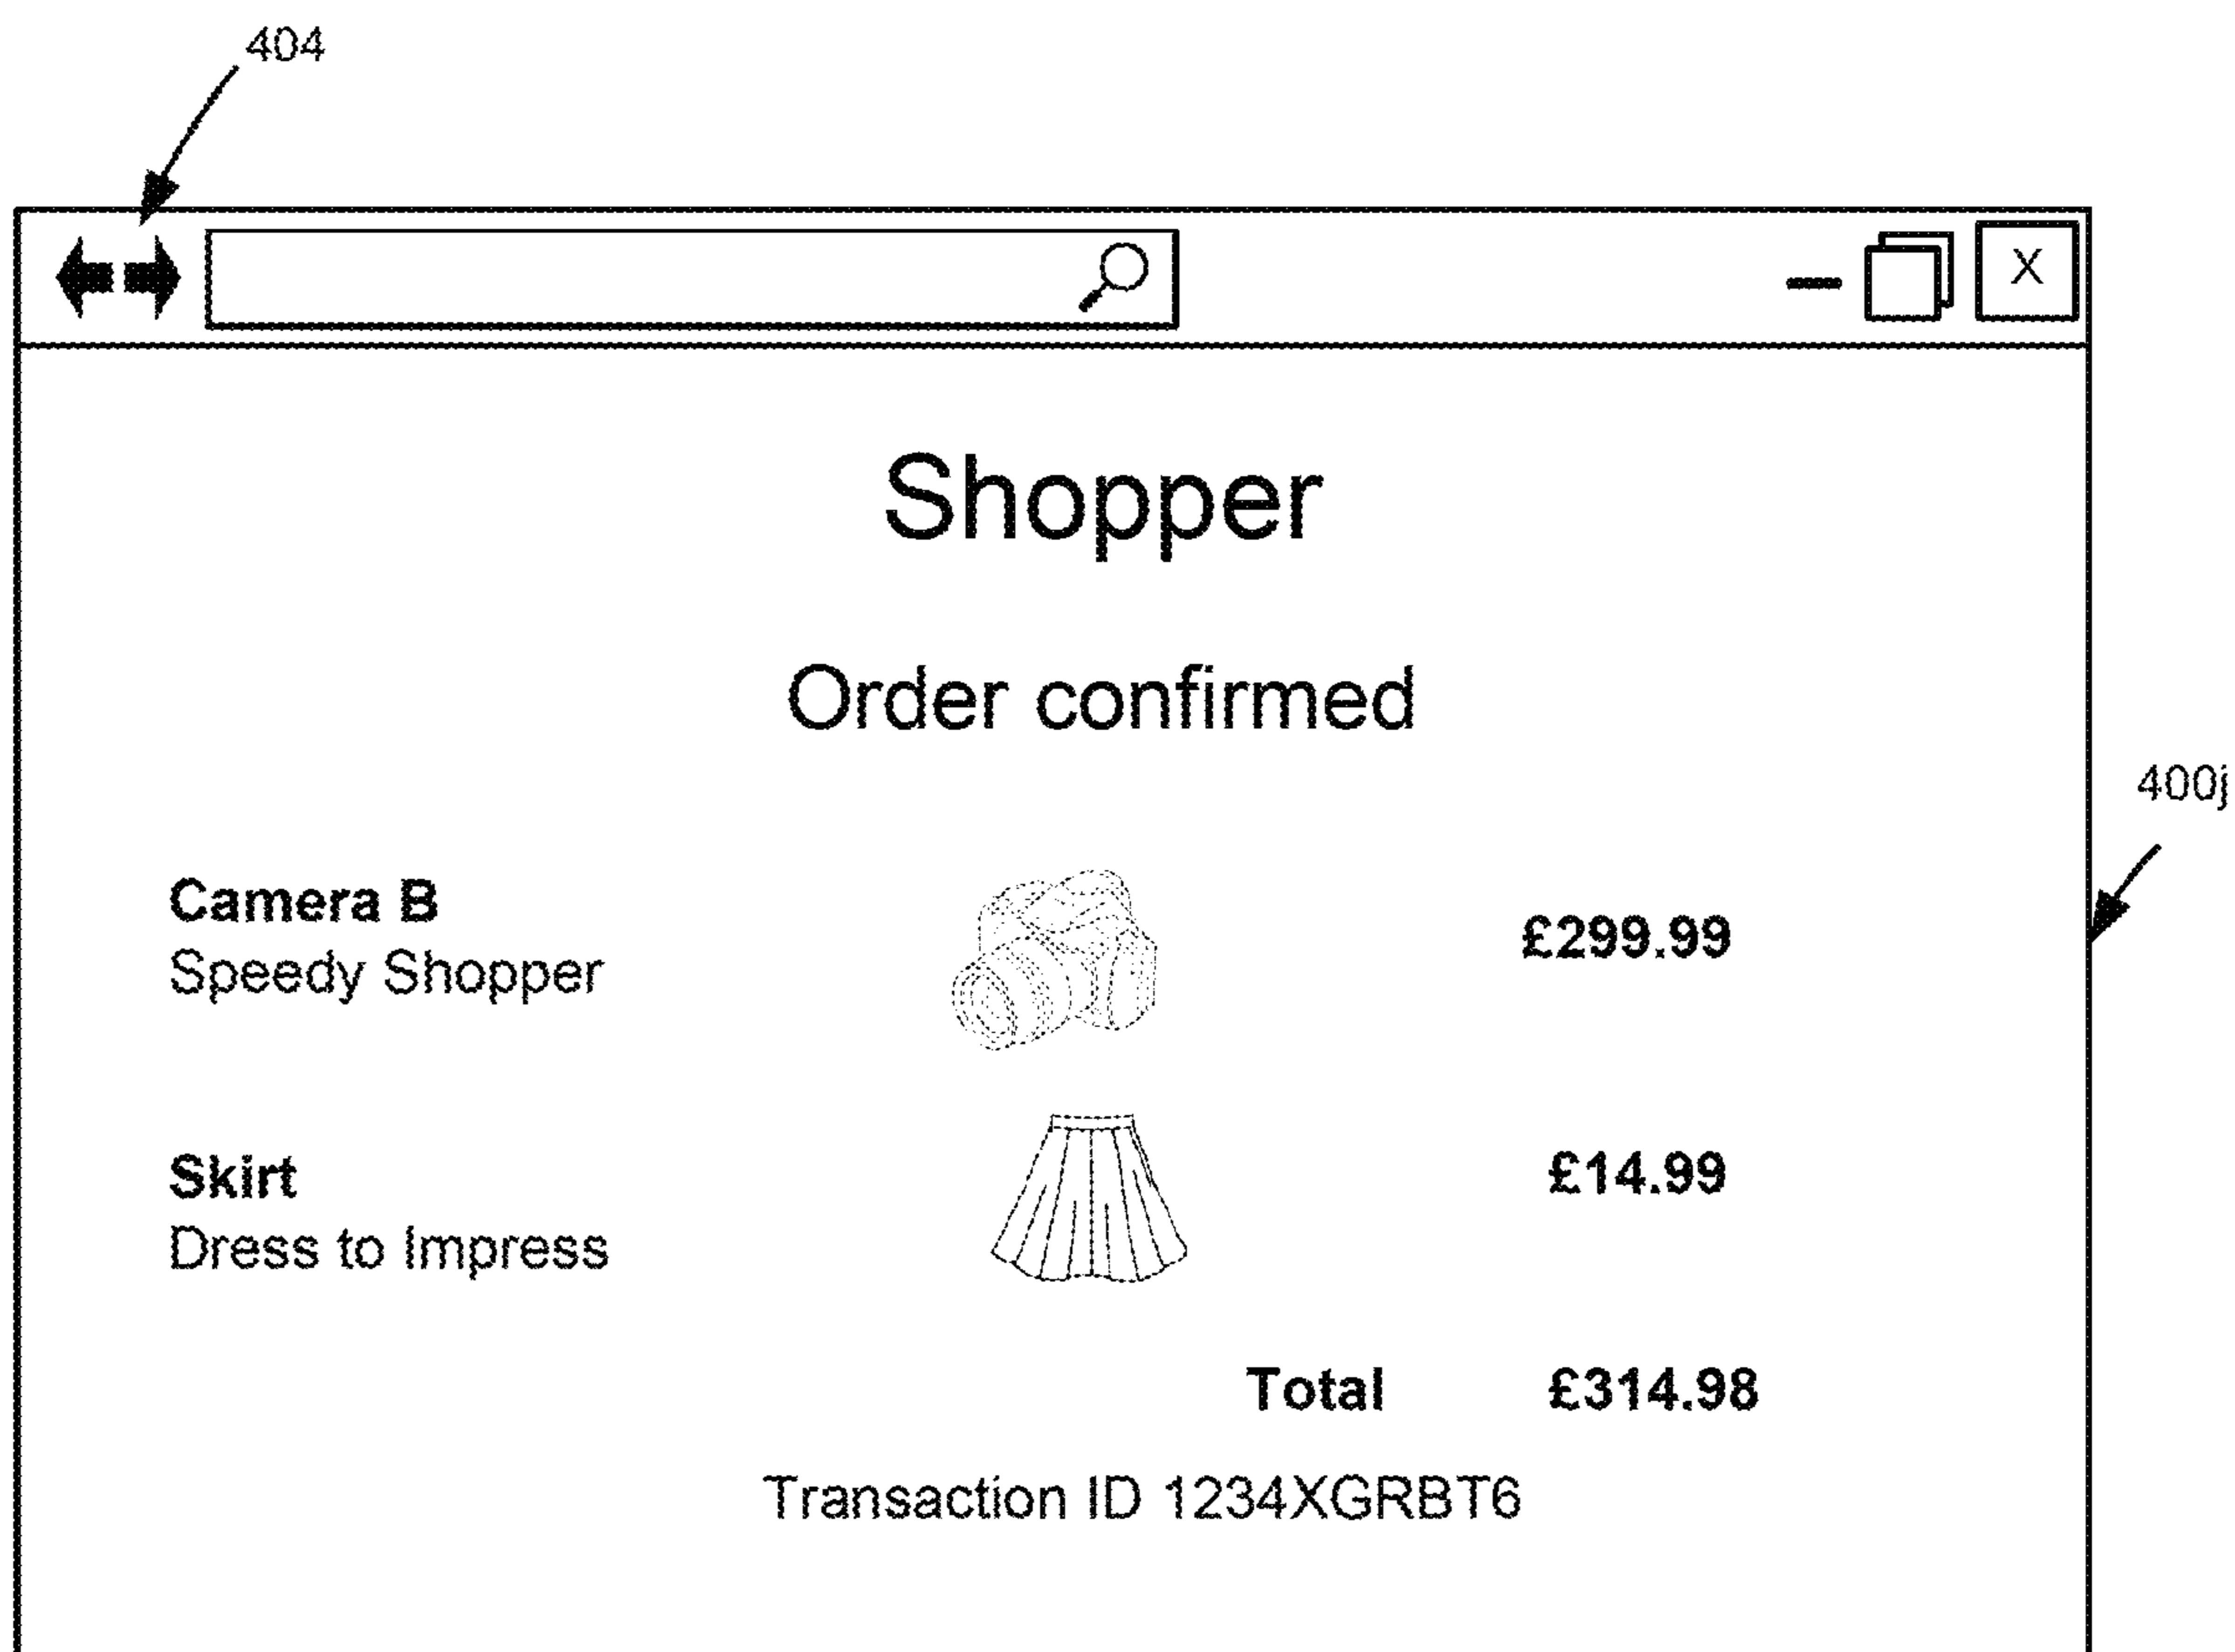 404
X
Shopper
Order confirmed
400j
Camera B
Speedy Shopper
£299.99
Skirt
Dress to Impress
£14.99
Total £314.98
Transaction ID 1234XGRBT6